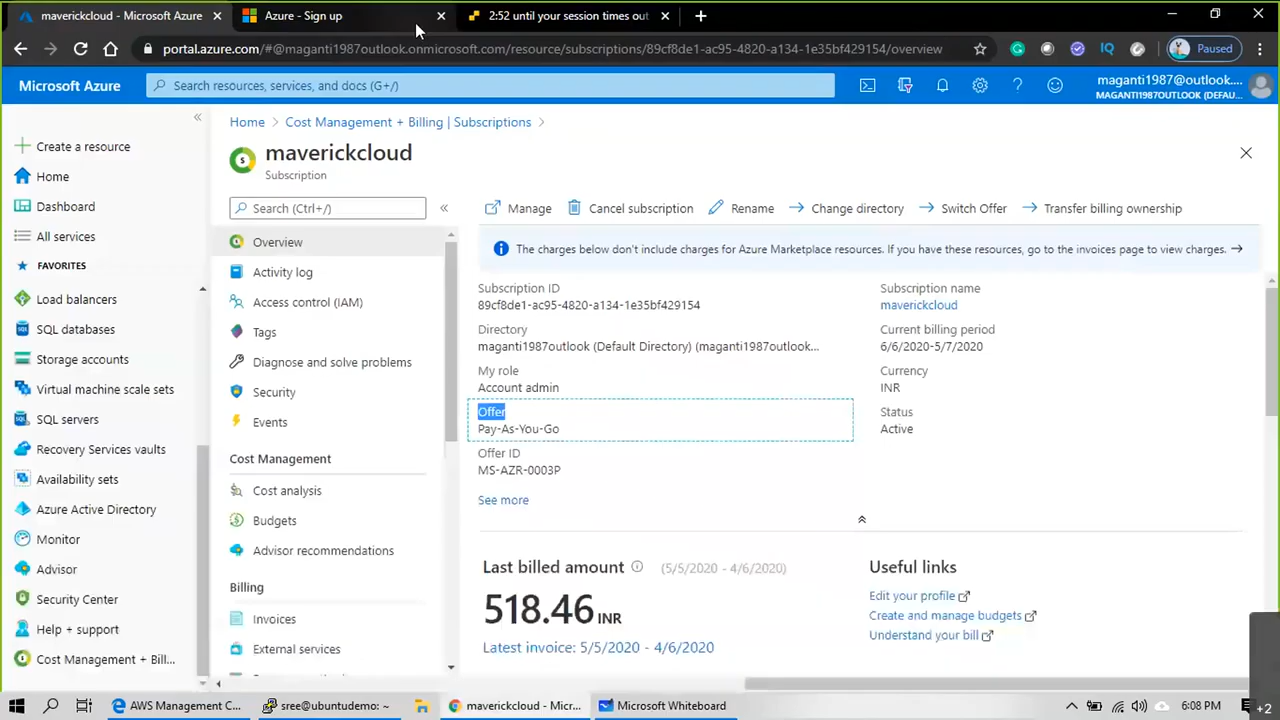 maverickcloud - Microsoft Azure
Azure - Sign up
2:52 until your session times out
portal.azure.com/#@maganti1987outlook.onmicrosoft.com/resource/subscriptions/89cf8de1-ac95-4820-a134-1e35bf429154/overview
IQ
Paused
Microsoft Azure
Search resources, services, and docs (G+/)
maganti1987@outlook....
MAGANTI1987OUTLOOK (DEFAU...
Home > Cost Management + Billing | Subscriptions >
maverickcloud
Subscription
Create a resource
Home
Dashboard
All services
FAVORITES
Load balancers
SQL databases
Storage accounts
Virtual machine scale sets
SQL servers
Recovery Services vaults
Availability sets
Azure Active Directory
Monitor
Advisor
Security Center
Help + support
Cost Management + Bill...
Search (Ctrl+/)
Overview
Activity log
Access control (IAM)
Tags
Diagnose and solve problems
Security
Events
Cost Management
Cost analysis
Budgets
Advisor recommendations
Billing
Invoices
External services
Manage
Cancel subscription
Rename
Change directory
Switch Offer
Transfer billing ownership
The charges below don't include charges for Azure Marketplace resources. If you have these resources, go to the invoices page to view charges.
Subscription ID
89cf8de1-ac95-4820-a134-1e35bf429154
Directory
maganti1987outlook (Default Directory) (maganti1987outlook...
My role
Account admin
Offer
Pay-As-You-Go
Offer ID
MS-AZR-0003P
See more
Subscription name
maverickcloud
Current billing period
6/6/2020-5/7/2020
Currency
INR
Status
Active
Last billed amount (5/5/2020 - 4/6/2020)
518.46 INR
Latest invoice: 5/5/2020 - 4/6/2020
Useful links
Edit your profile
Create and manage budgets
Understand your bill
AWS Management C...
sree@ubuntudemo: ~
maverickcloud - Micr...
Microsoft Whiteboard
6:08 PM
+2